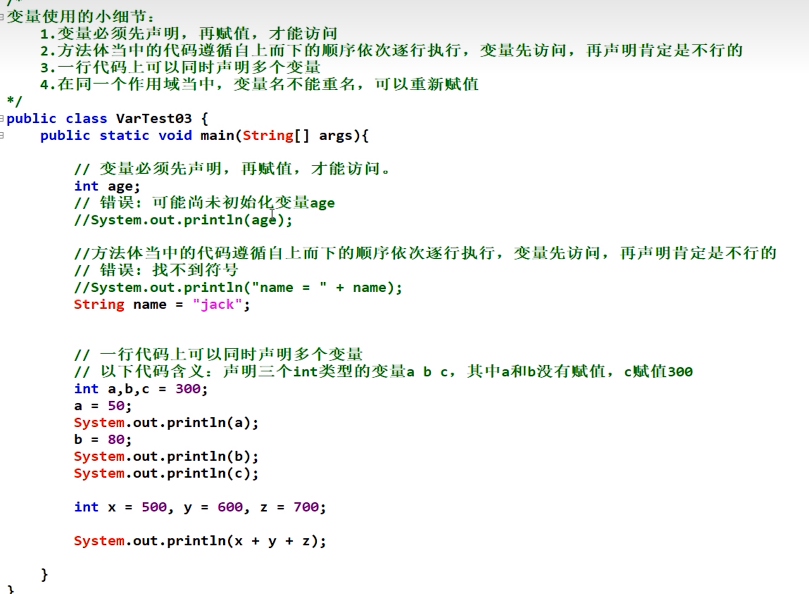 /*
变量使用的小细节：
1.变量必须先声明，再赋值，才能访问
2.方法体当中的代码遵循自上而下的顺序依次逐行执行，变量先访问，再声明肯定是不行的
3.一行代码上可以同时声明多个变量
4.在同一个作用域当中，变量名不能重名，可以重新赋值
*/
public class VarTest03 {
public static void main(String[] args){
// 变量必须先声明，再赋值，才能访问。
int age;
// 错误：可能尚未初始化变量age
//System.out.println(age);
//方法体当中的代码遵循自上而下的顺序依次逐行执行，变量先访问，再声明肯定是不行的
// 错误：找不到符号
//System.out.println("name = " + name);
String name = "jack";
// 一行代码上可以同时声明多个变量
// 以下代码含义：声明三个int类型的变量a b c，其中a和b没有赋值，c赋值300
int a,b,c = 300;
a = 50;
System.out.println(a);
b = 80;
System.out.println(b);
System.out.println(c);
int x = 500, y = 600, z = 700;
System.out.println(x + y + z);
}
}